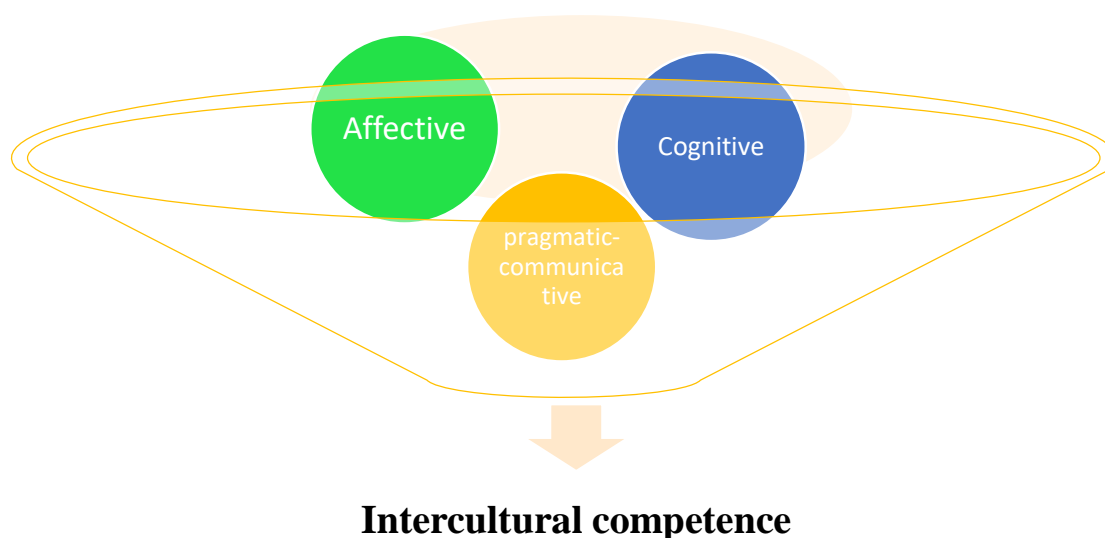 Affective
Cognitive
pragmatic-
communica
tive
Intercultural competence